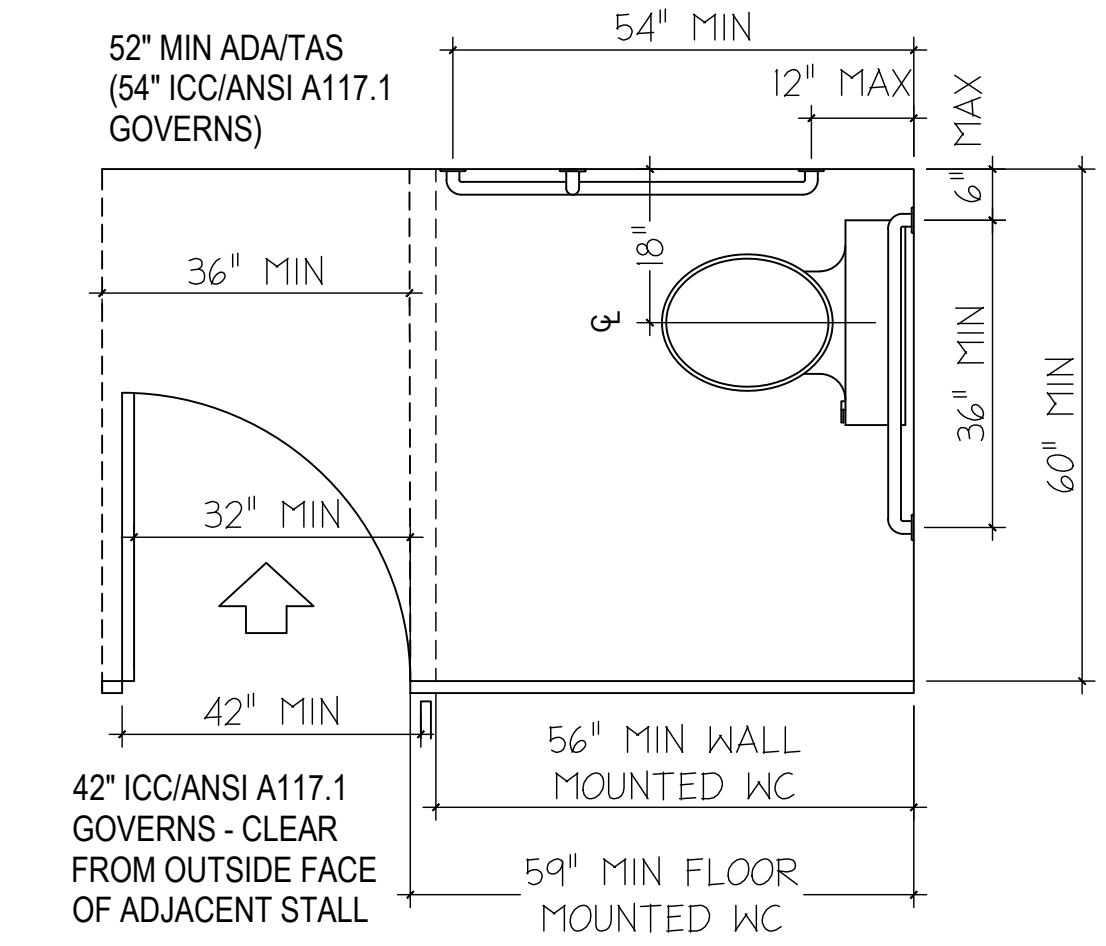 54" MIN
52" MIN ADA/TAS
(54" ICC/ANSI A117.1
GOVERNS)
12" MAX
6" MAX
36" MIN
18"
℄
36" MIN
60" MIN
32" MIN
42" MIN
56" MIN WALL
MOUNTED WC
42" ICC/ANSI A117.1
GOVERNS - CLEAR
FROM OUTSIDE FACE
OF ADJACENT STALL
59" MIN FLOOR
MOUNTED WC